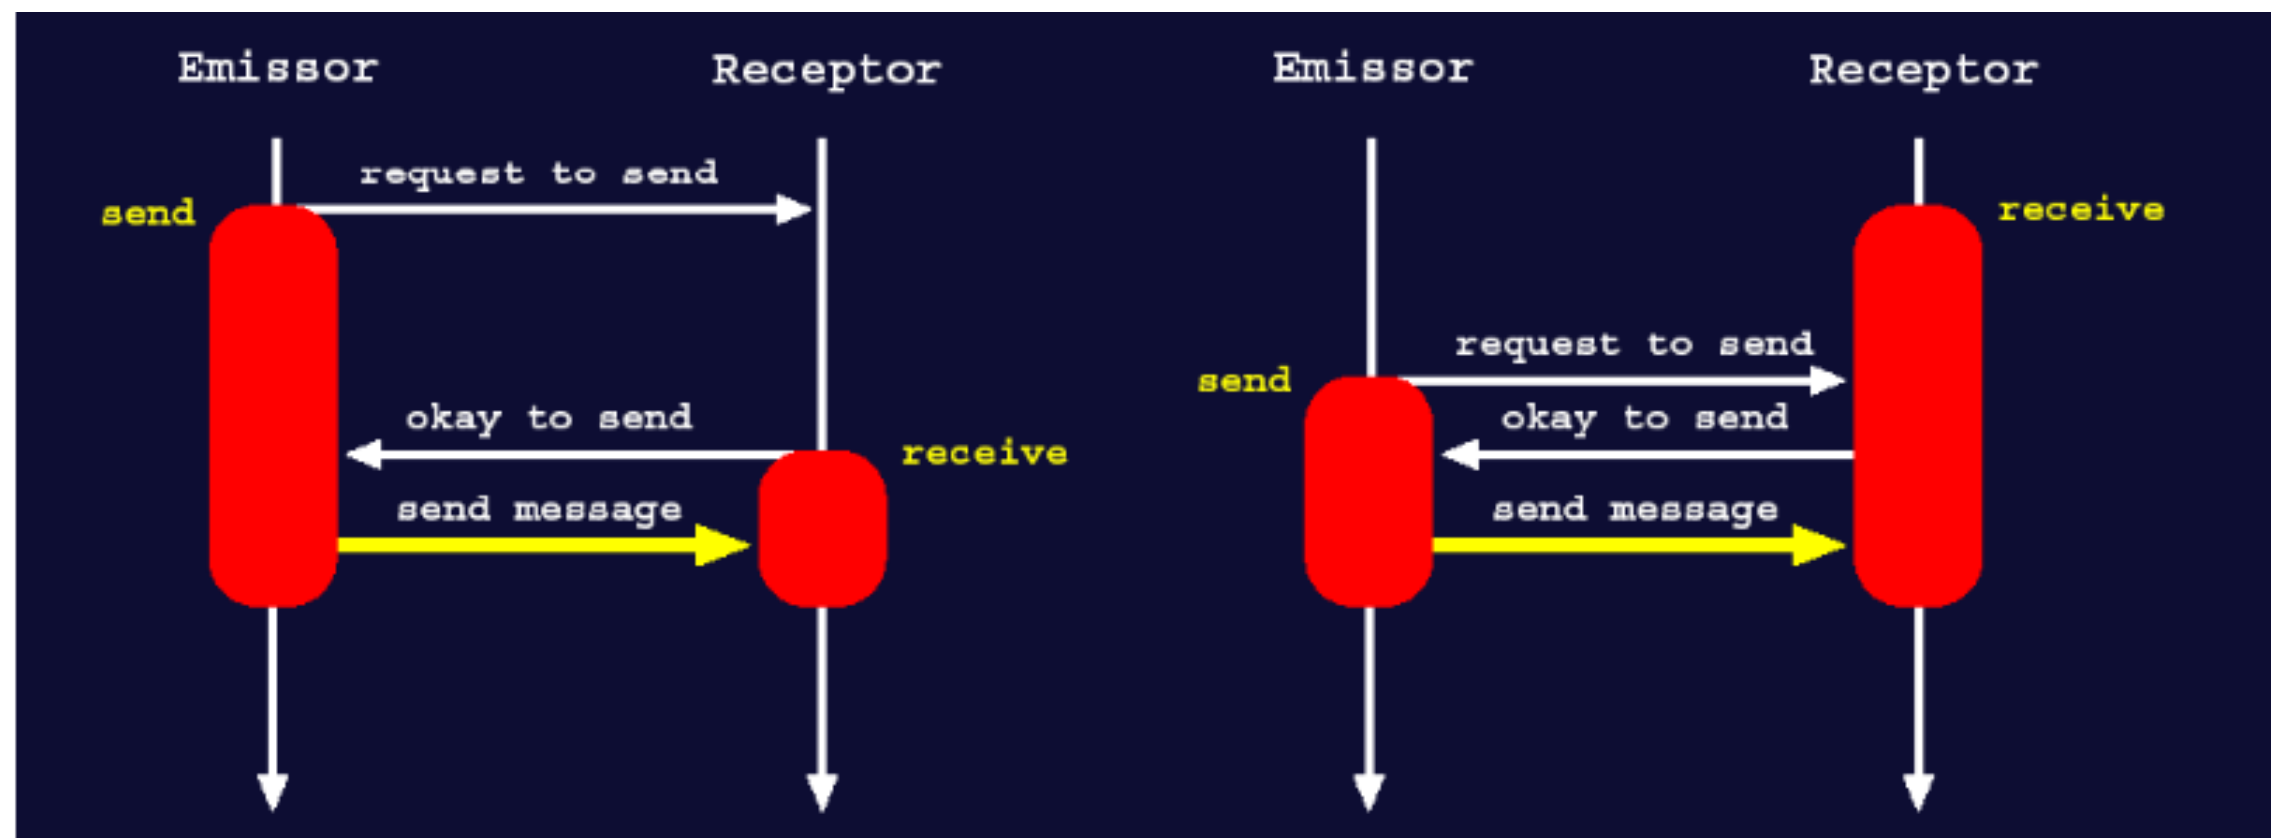 Emissor
Receptor
request to send
send
okay to send
receive
send message
Emissor
Receptor
receive
request to send
send
okay to send
send message